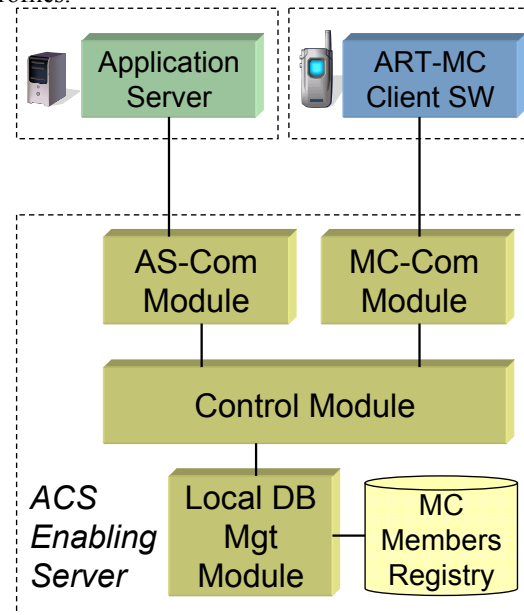 rofiles.
Application
Server
ART-MC
Client SW
AS-Com
Module
MC-Com
Module
Control Module
ACS
Enabling
Server
Local DB
Mgt
Module
MC
Members
Registry